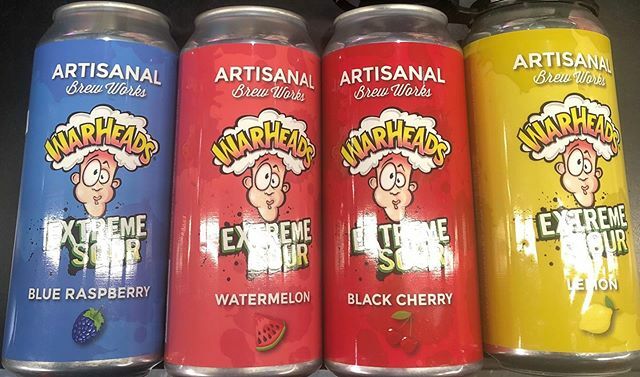 ARTISANAL
Brew Works
WARHEADS
EXTREME
SOUR
BLUE RASPBERRY
ARTISANAL
Brew Works
WARHEADS
EXTREME
SOUR
WATERMELON
ARTISANAL
Brew Works
WARHEADS
EXTREME
SOUR
BLACK CHERRY
ARTISANAL
Brew Works
WARHEADS
EXTREME
SOUR
LEMON